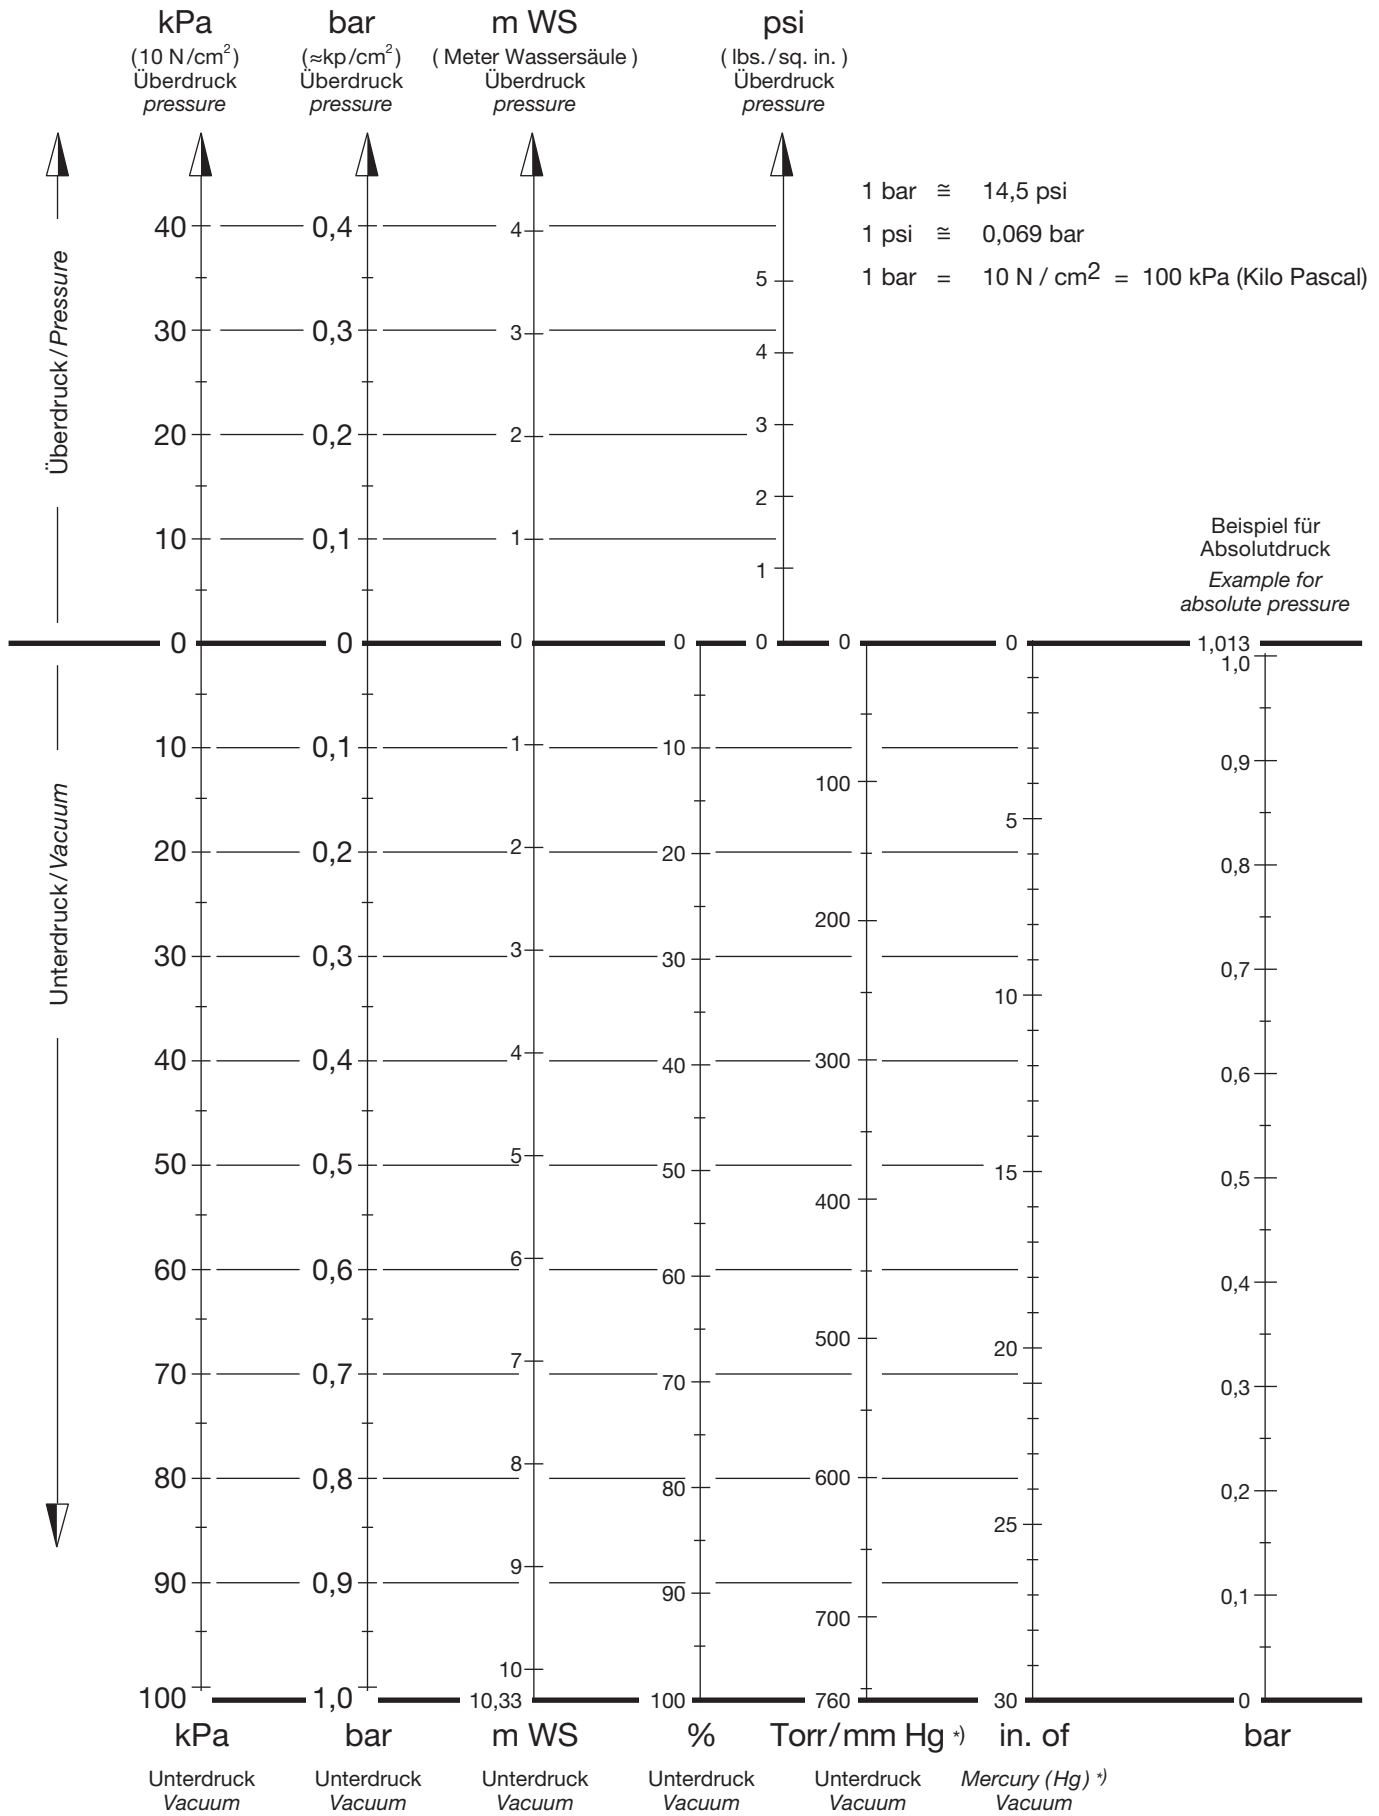 kPa bar m WS psi
(10 N/cm²) (≈kp/cm²) (Meter Wassersäule) (lbs./sq. in.)
Überdruck Überdruck Überdruck Überdruck
pressure pressure pressure pressure
1 bar ≅ 14,5 psi
1 psi ≅ 0,069 bar
1 bar = 10 N / cm² = 100 kPa (Kilo Pascal)
Überdruck/Pressure
40 0,4 4
5
30 0,3 3
4
20 0,2 2
3
2
10 0,1 1
1
Beispiel für
Absolutdruck
Example for
absolute pressure
0 0 0 0 0 0 0 1,013
1,0
Unterdruck/Vacuum
10 0,1 1 10
0,9
100
5
20 0,2 2 20
0,8
200
30 0,3 3 30
0,7
10
40 0,4 4 40 300
0,6
50 0,5 5 50 15
0,5
400
60 0,6 6 60
0,4
500
20
70 0,7 7 70
0,3
80 0,8 8 80 600
0,2
25
90 0,9 9 90
0,1
700
10
100 1,0 10,33 100 760 30 0
kPa bar m WS % Torr/mm Hg *) in. of bar
Unterdruck Unterdruck Unterdruck Unterdruck Unterdruck Mercury (Hg) *)
Vacuum Vacuum Vacuum Vacuum Vacuum Vacuum